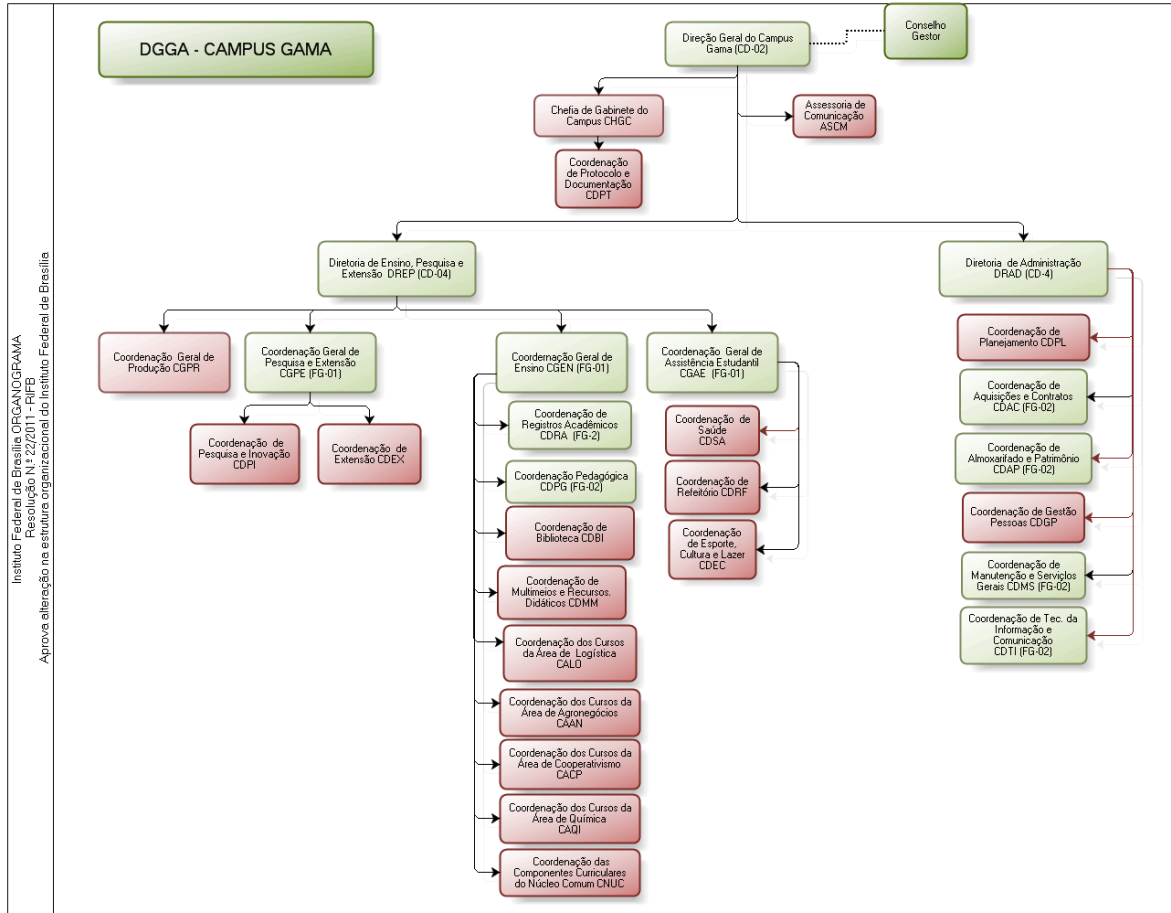 Instituto Federal de Brasília ORGANOGRAMA
Resolução N.º 22/2011 - RIFB
Aprova alteração na estrutura organizacional do Instituto Federal de Brasília
DGGA - CAMPUS GAMA
Direção Geral do Campus
Gama (CD-02)
Conselho
Gestor
Chefia de Gabinete do
Campus CHGC
Assessoria de
Comunicação
ASCM
Coordenação
de Protocolo e
Documentação
CDPT
Diretoria de Ensino, Pesquisa e
Extensão DREP (CD-04)
Diretoria de Administração
DRAD (CD-4)
Coordenação Geral de
Produção CGPR
Coordenação Geral de
Pesquisa e Extensão
CGPE (FG-01)
Coordenação Geral de
Ensino CGEN (FG-01)
Coordenação Geral de
Assistência Estudantil
CGAE (FG-01)
Coordenação de
Pesquisa e Inovação
CDPI
Coordenação de
Extensão CDEX
Coordenação de
Registros Acadêmicos
CDRA (FG-2)
Coordenação Pedagógica
CDPG (FG-02)
Coordenação de
Biblioteca CDBI
Coordenação de
Multimeios e Recursos.
Didáticos CDMM
Coordenação dos Cursos
da Área de Logística
CALO
Coordenação dos Cursos da
Área de Agronegócios
CAAN
Coordenação dos Cursos da
Área de Cooperativismo
CACP
Coordenação dos Cursos da
Área de Química
CAQI
Coordenação das
Componentes Curriculares
do Núcleo Comum CNUC
Coordenação de
Saúde
CDSA
Coordenação de
Refeitório CDRF
Coordenação
de Esporte,
Cultura e Lazer
CDEC
Coordenação de
Planejamento CDPL
Coordenação de
Aquisições e Contratos
CDAC (FG-02)
Coordenação de
Almoxarifado e Patrimônio
CDAP (FG-02)
Coordenação de Gestão
Pessoas CDGP
Coordenação de
Manutenção e Serviçlos
Gerais CDMS (FG-02)
Coordenação de Tec. da
Informação e
Comunicação
CDTI (FG-02)